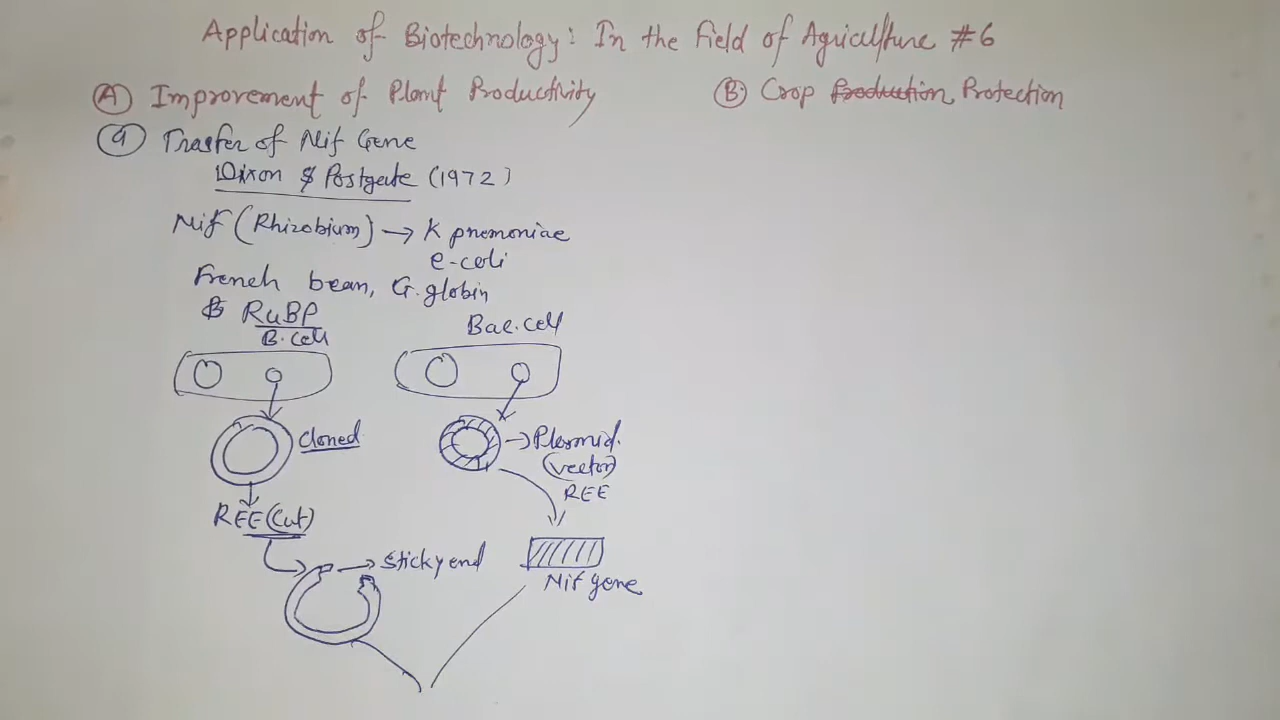 Application of Biotechnology: In the Field of Agriculture #6
A Improvement of Plant Productivity
B: Crop Production Protection
a Trasfer of Nif Gene
Dixon $ Postgate (1972)
Nif (Rhizobium) → K pnemoniae
e-coli
French bean, G. globin
$ RuBP
B. cell
Bac. cell
Cloned
→ Plasmid.
(vector)
REE
REE (Cut)
→ Sticky end
Nif gene